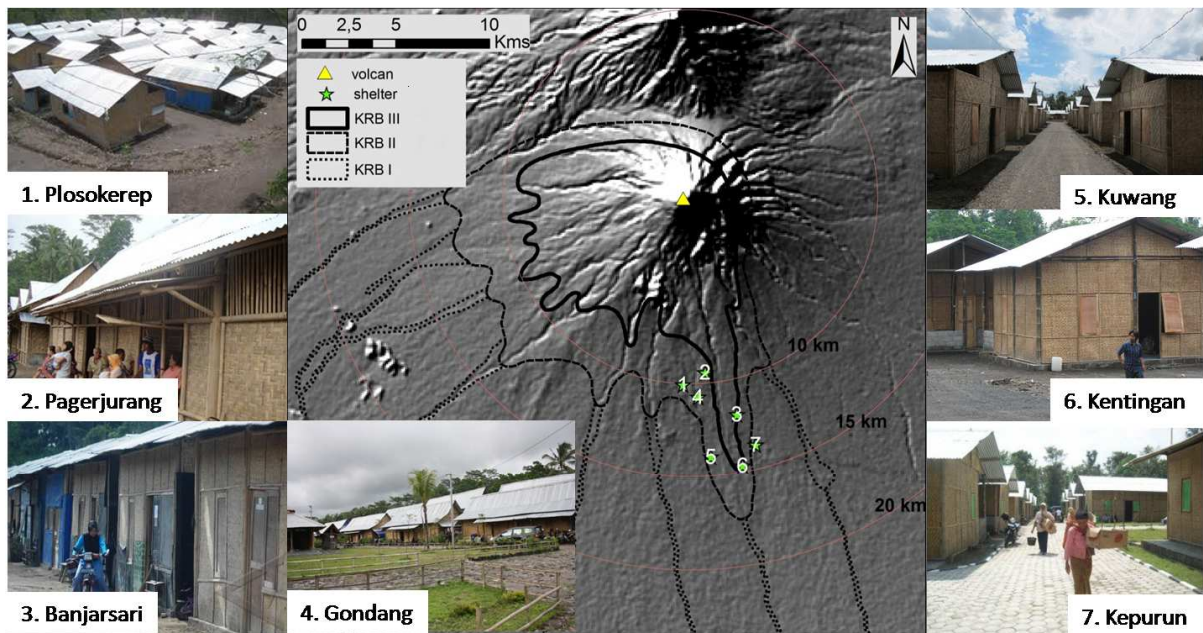 1. Plosokerep
2. Pagerjurang
3. Banjarsari
4. Gondang
0 2,5 5 10
Kms
volcan
shelter
KRB III
KRB II
KRB I
N
10 km
15 km
20 km
2
1
4
3
7
5
6
5. Kuwang
6. Kentingan
7. Kepurun